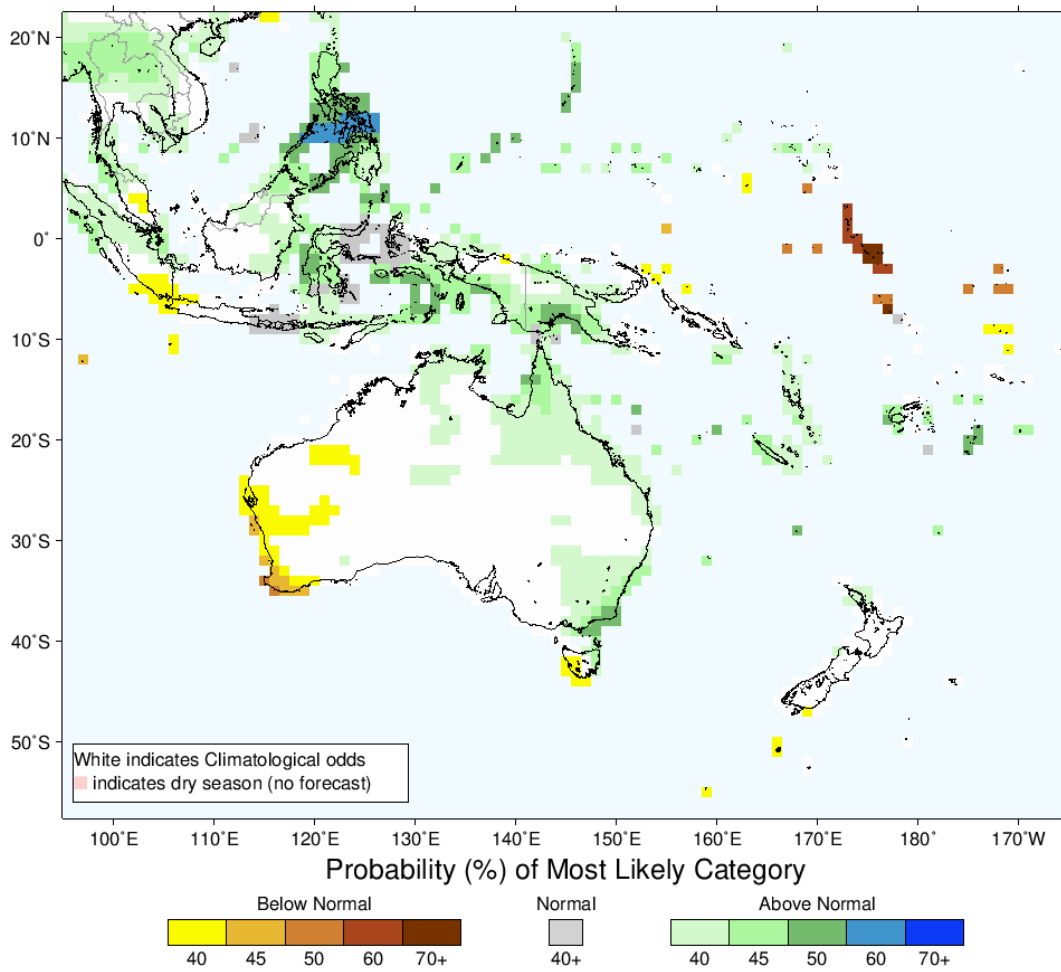 20˚N
10˚N
0˚
10˚S
20˚S
30˚S
40˚S
50˚S
White indicates Climatological odds
indicates dry season (no forecast)
100˚E 110˚E 120˚E 130˚E 140˚E 150˚E 160˚E 170˚E 180˚ 170˚W
Probability (%) of Most Likely Category
Below Normal Normal Above Normal
40 45 50 60 70+ 40+ 40 45 50 60 70+